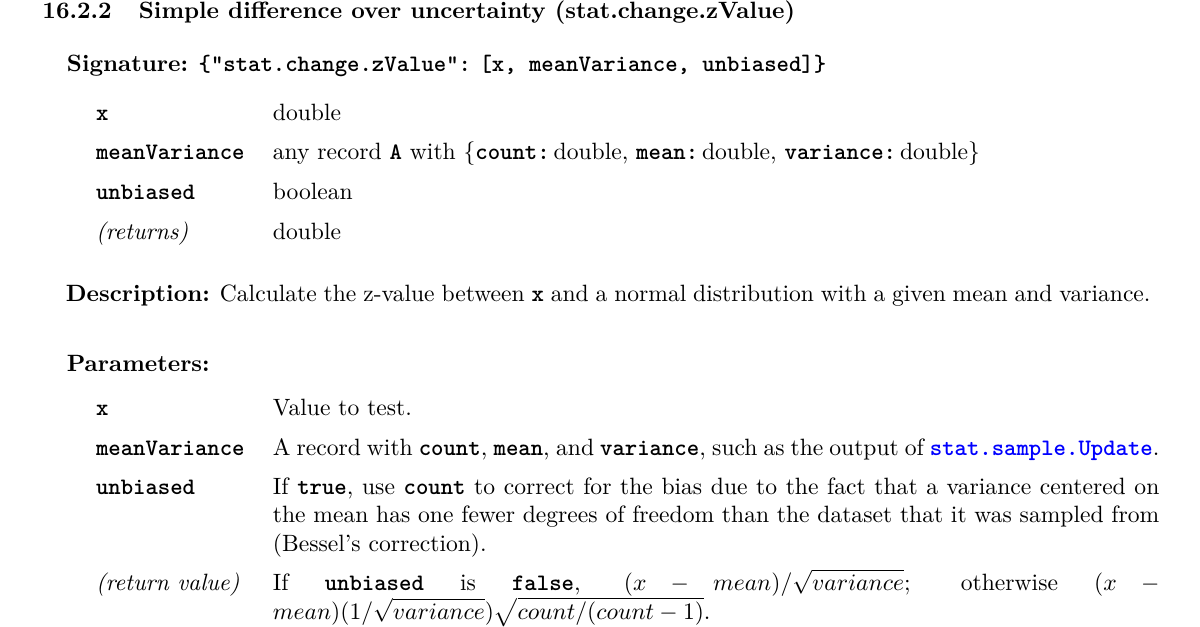 16.2.2 Simple difference over uncertainty (stat.change.zValue)
Signature: {"stat.change.zValue": [x, meanVariance, unbiased]}
x double
meanVariance any record A with {count: double, mean: double, variance: double}
unbiased boolean
(returns) double
Description: Calculate the z-value between x and a normal distribution with a given mean and variance.
Parameters:
x Value to test.
meanVariance A record with count, mean, and variance, such as the output of stat.sample.Update.
unbiased If true, use count to correct for the bias due to the fact that a variance centered on
the mean has one fewer degrees of freedom than the dataset that it was sampled from
(Bessel's correction).
(return value) If unbiased is false, (x − mean)/√variance; otherwise (x −
mean)(1/√variance)√count/(count − 1).